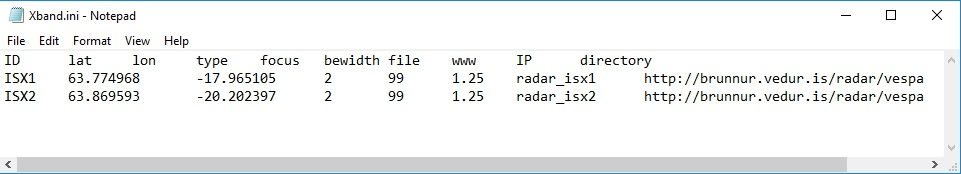 Xband.ini - Notepad
File Edit Format View Help
ID lat lon type focus bewidth file www IP directory
ISX1 63.774968 -17.965105 2 99 1.25 radar_isx1 http://brunnur.vedur.is/radar/vespa
ISX2 63.869593 -20.202397 2 99 1.25 radar_isx2 http://brunnur.vedur.is/radar/vespa